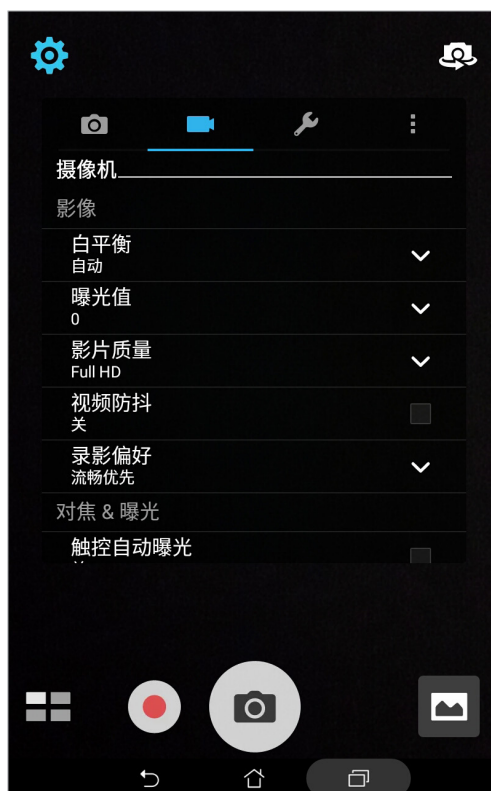 摄像机
影像
白平衡
自动
曝光值
0
影片质量
Full HD
视频防抖
关
录影偏好
流畅优先
对焦 & 曝光
触控自动曝光